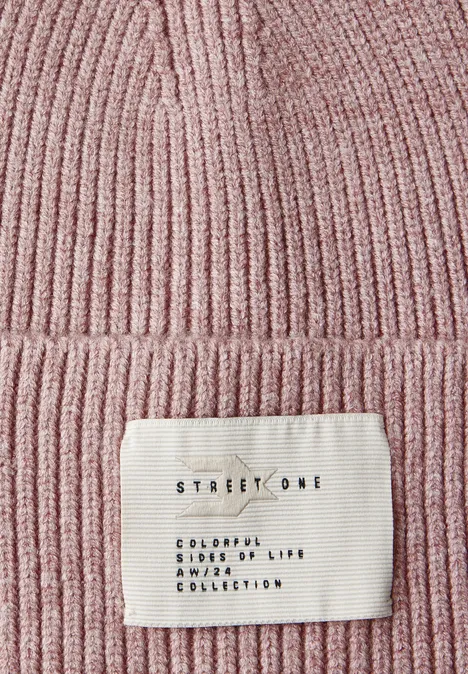 STREET ONE
COLORFUL
SIDES OF LIFE
AW/24
COLLECTION